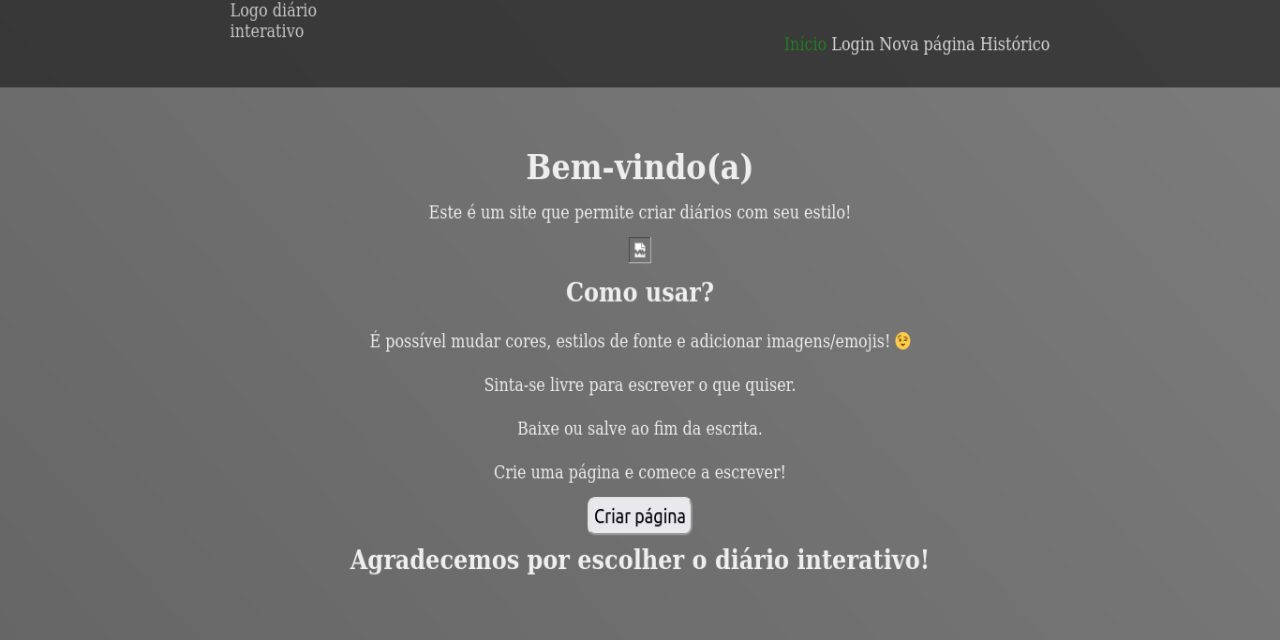 Logo diário
interativo
Início Login Nova página Histórico
Bem-vindo(a)
Este é um site que permite criar diários com seu estilo!
Como usar?
É possível mudar cores, estilos de fonte e adicionar imagens/emojis! 😉
Sinta-se livre para escrever o que quiser.
Baixe ou salve ao fim da escrita.
Crie uma página e comece a escrever!
Criar página
Agradecemos por escolher o diário interativo!